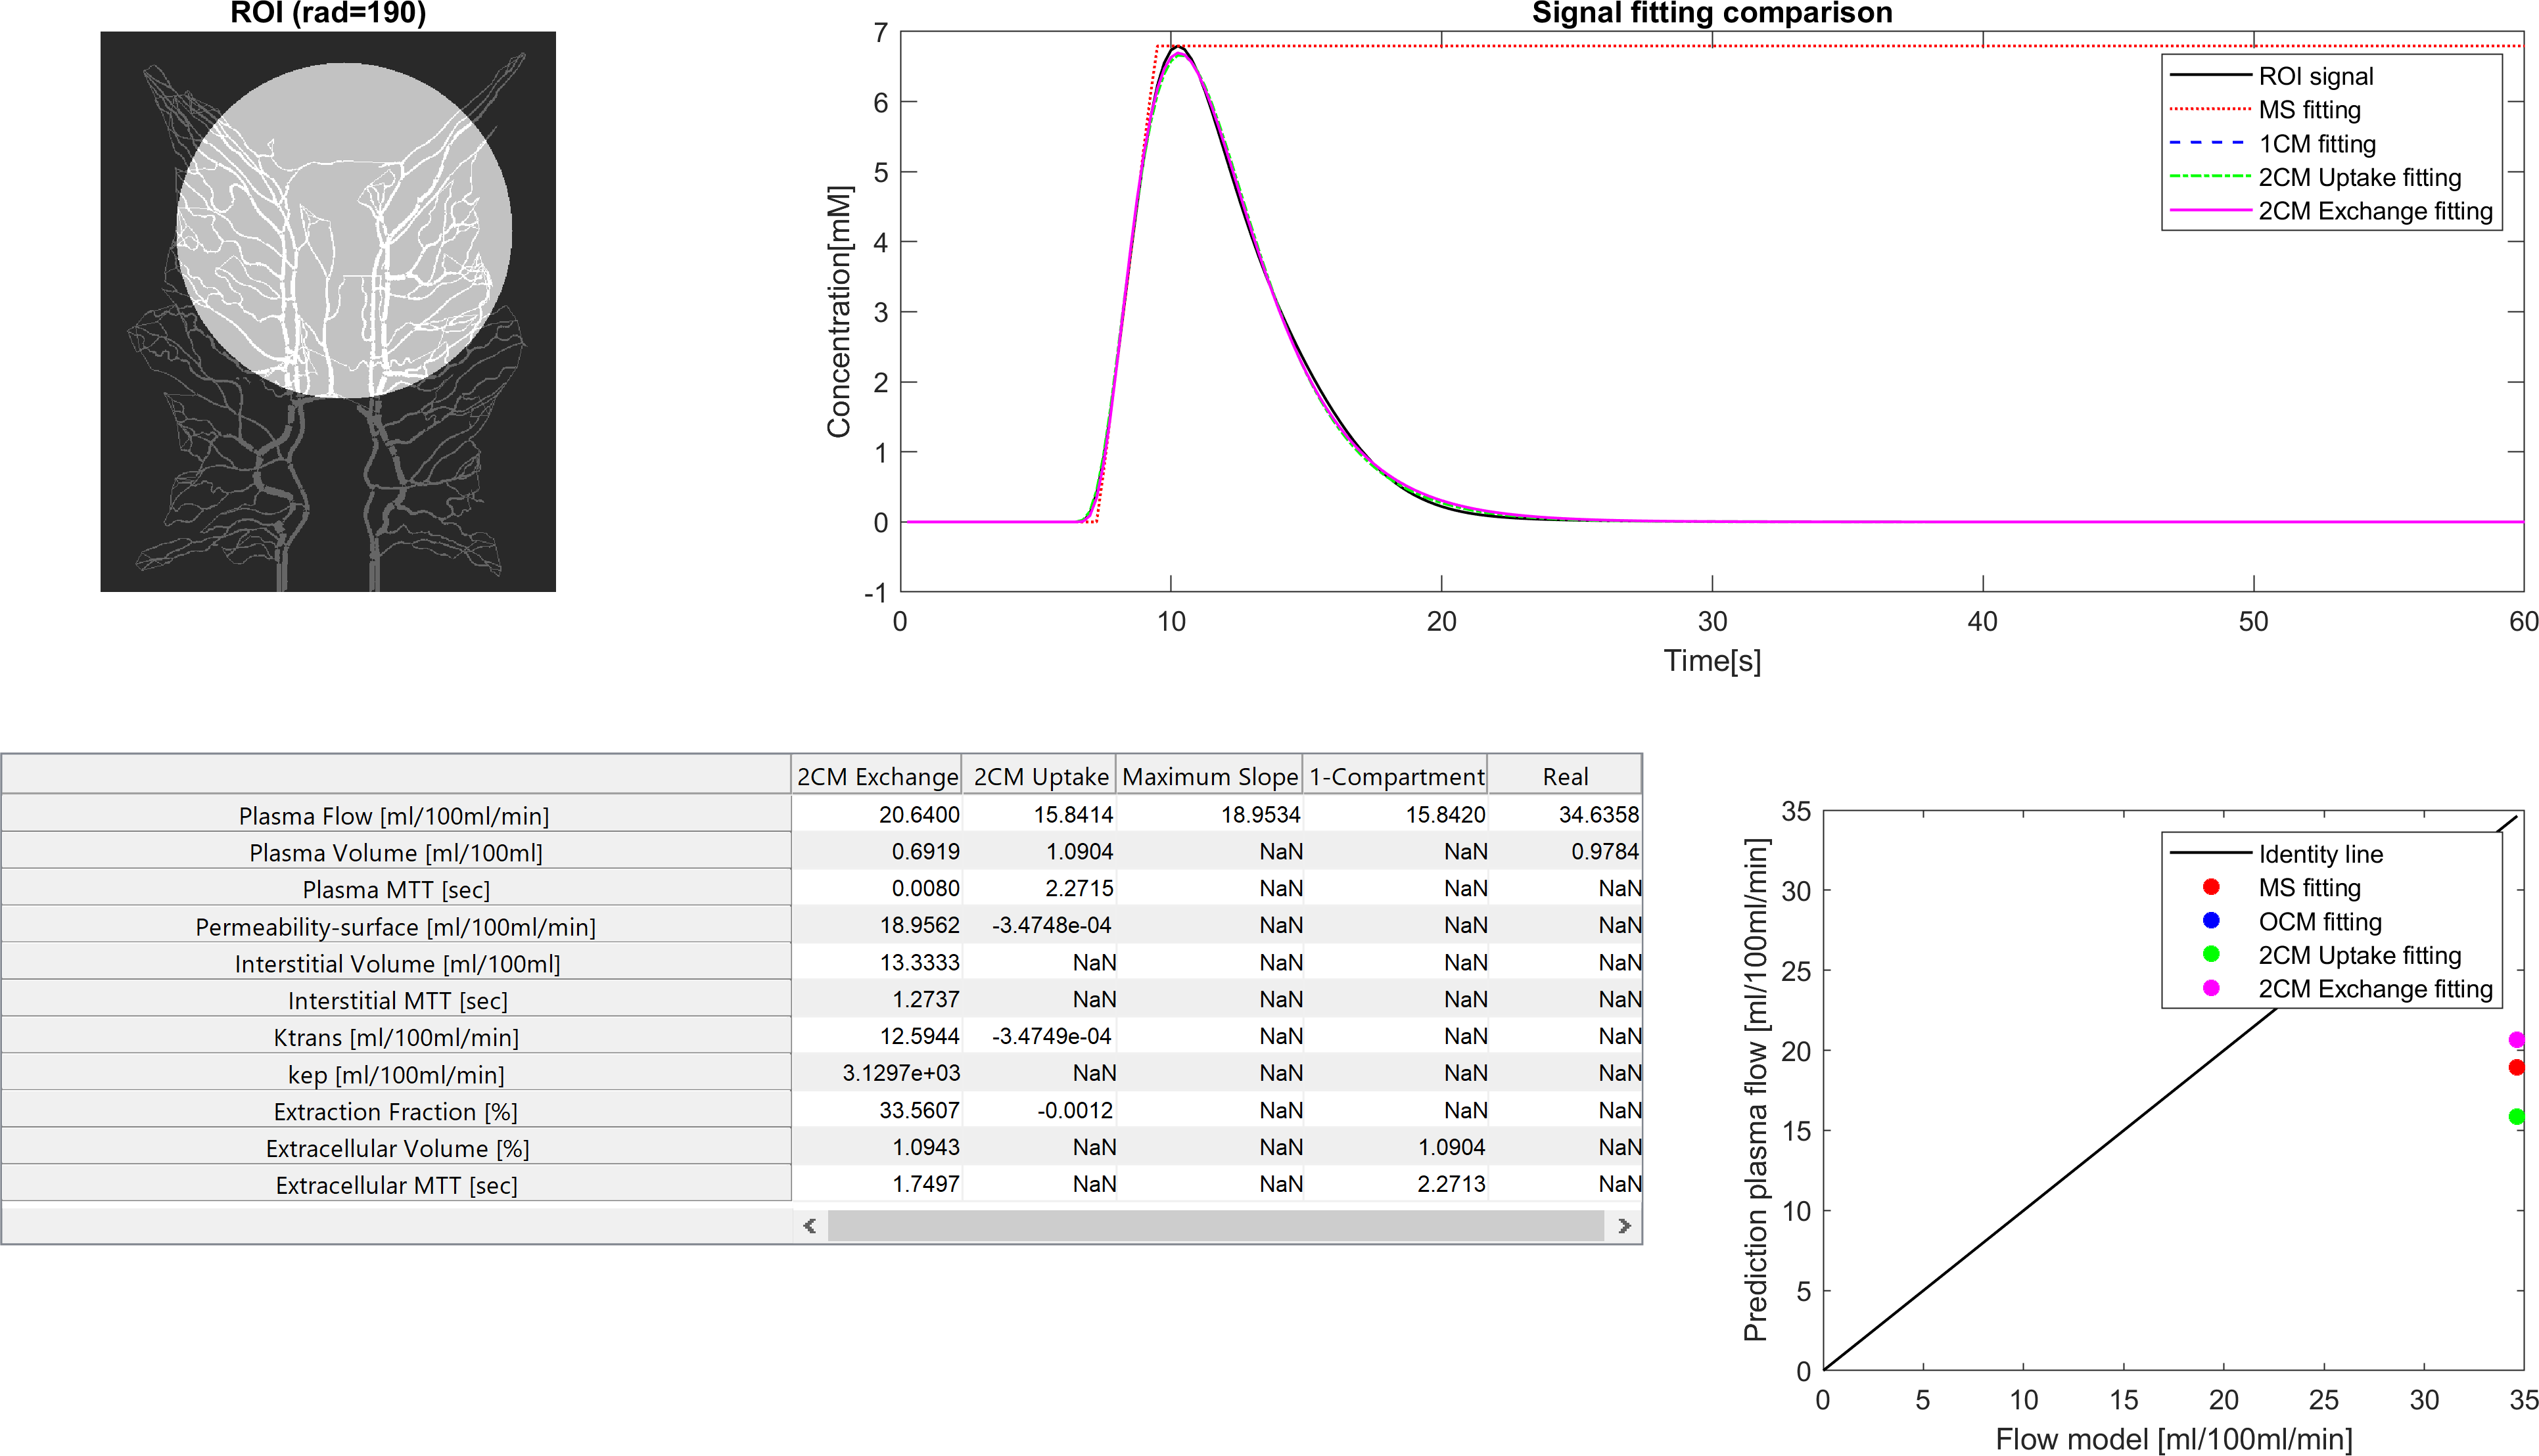 ROI (rad=190)
Signal fitting comparison
7
6
5
4
3
2
1
0
-1
Concentration[mM]
0 10 20 30 40 50 60
Time[s]
ROI signal
MS fitting
1CM fitting
2CM Uptake fitting
2CM Exchange fitting
2CM Exchange 2CM Uptake Maximum Slope 1-Compartment Real
Plasma Flow [ml/100ml/min] 20.6400 15.8414 18.9534 15.8420 34.6358
Plasma Volume [ml/100ml] 0.6919 1.0904 NaN NaN 0.9784
Plasma MTT [sec] 0.0080 2.2715 NaN NaN NaN
Permeability-surface [ml/100ml/min] 18.9562 -3.4748e-04 NaN NaN NaN
Interstitial Volume [ml/100ml] 13.3333 NaN NaN NaN NaN
Interstitial MTT [sec] 1.2737 NaN NaN NaN NaN
Ktrans [ml/100ml/min] 12.5944 -3.4749e-04 NaN NaN NaN
kep [ml/100ml/min] 3.1297e+03 NaN NaN NaN NaN
Extraction Fraction [%] 33.5607 -0.0012 NaN NaN NaN
Extracellular Volume [%] 1.0943 NaN NaN 1.0904 NaN
Extracellular MTT [sec] 1.7497 NaN NaN 2.2713 NaN
35
30
25
20
15
10
5
0
Prediction plasma flow [ml/100ml/min]
Identity line
MS fitting
OCM fitting
2CM Uptake fitting
2CM Exchange fitting
0 5 10 15 20 25 30 35
Flow model [ml/100ml/min]